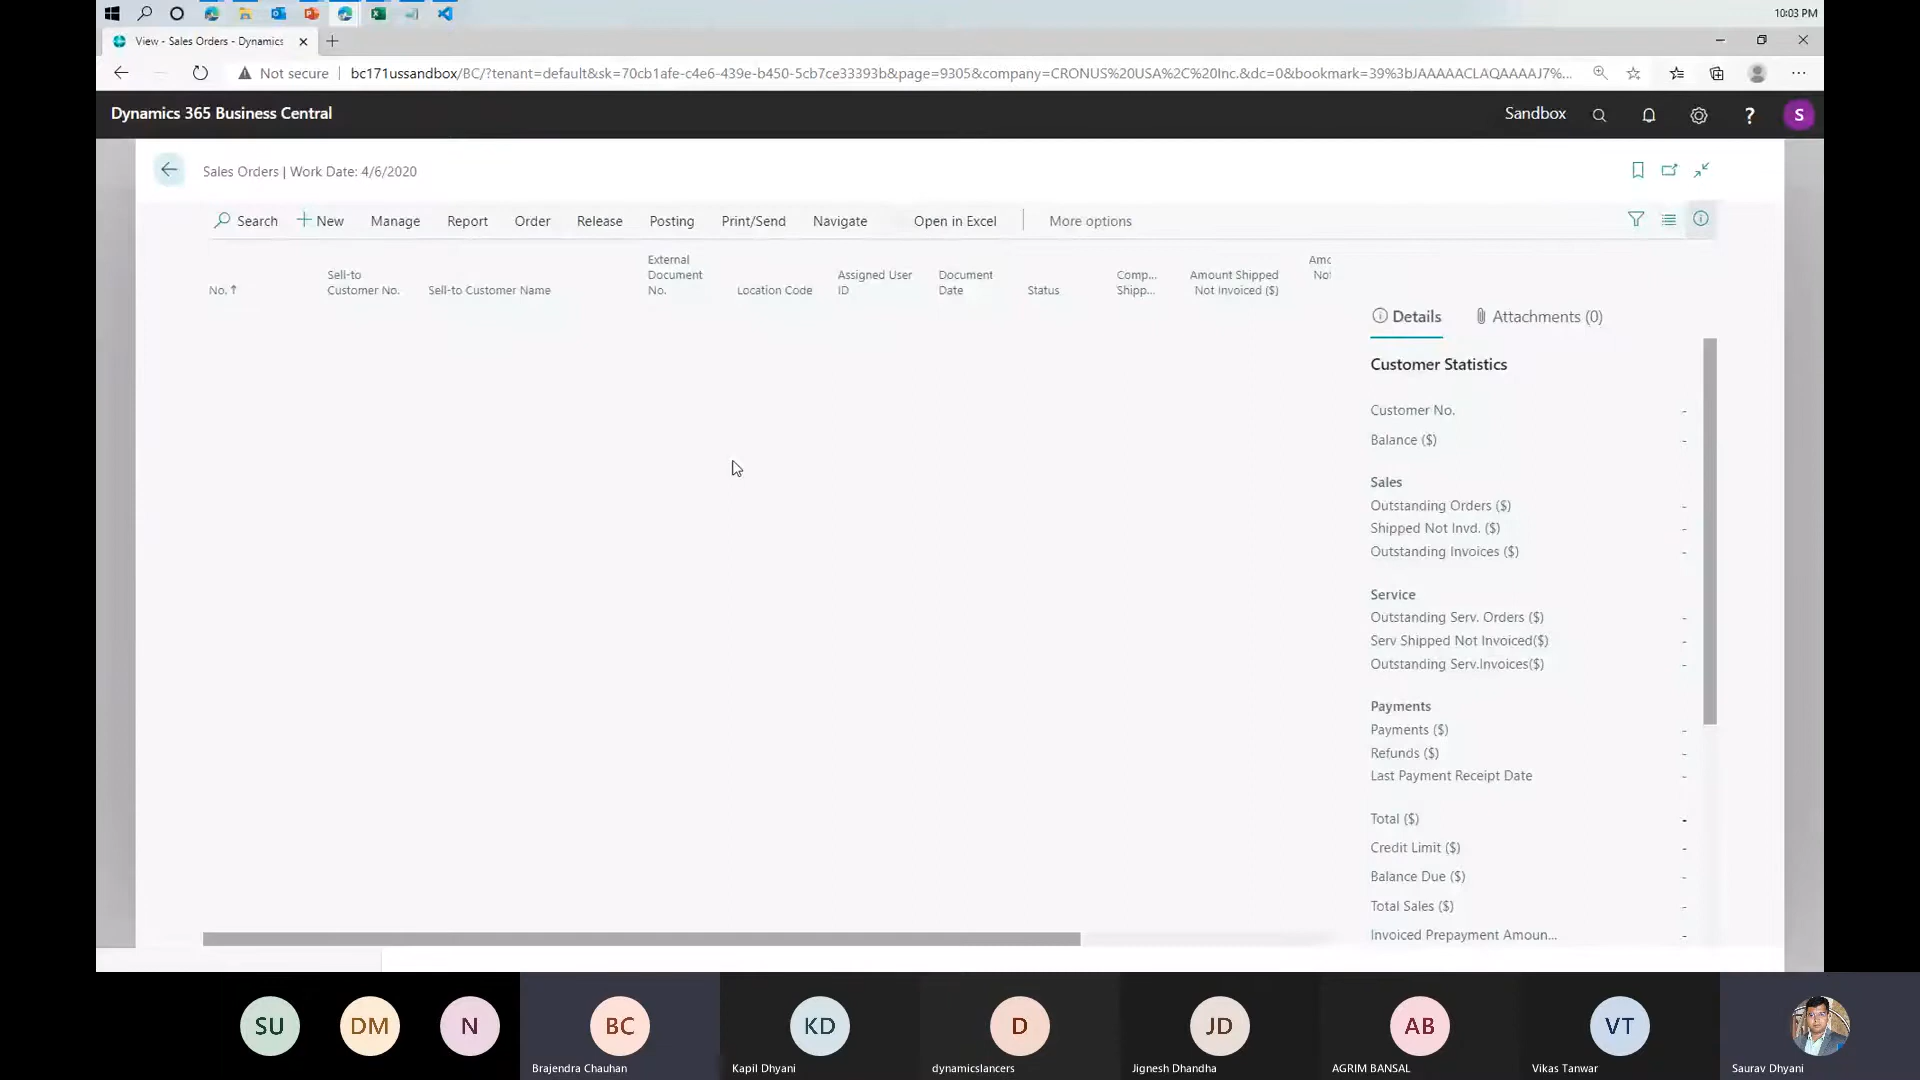 10:03 PM
View - Sales Orders - Dynamics
Not secure
bc171ussandbox/BC/?tenant=default&sk=70cb1afe-c4e6-439e-b450-5cb7ce33393b&page=9305&company=CRONUS%20USA%2C%20Inc.&dc=0&bookmark=39%3bJAAAAACLAQAAAAJ7%...
Dynamics 365 Business Central
Sandbox
?
S
Sales Orders | Work Date: 4/6/2020
Search
New
Manage
Report
Order
Release
Posting
Print/Send
Navigate
Open in Excel
More options
No. ↑
Sell-to
Customer No.
Sell-to Customer Name
External
Document
No.
Location Code
Assigned User
ID
Document
Date
Status
Comp...
Shipp...
Amount Shipped
Not Invoiced ($)
Details
Attachments (0)
Customer Statistics
Customer No. -
Balance ($) -
Sales
Outstanding Orders ($) -
Shipped Not Invd. ($) -
Outstanding Invoices ($) -
Service
Outstanding Serv. Orders ($) -
Serv Shipped Not Invoiced($) -
Outstanding Serv.Invoices($) -
Payments
Payments ($) -
Refunds ($) -
Last Payment Receipt Date -
Total ($) -
Credit Limit ($) -
Balance Due ($) -
Total Sales ($) -
Invoiced Prepayment Amoun... -
SU
DM
N
BC
Brajendra Chauhan
KD
Kapil Dhyani
D
dynamicslancers
JD
Jignesh Dhandha
AB
AGRIM BANSAL
VT
Vikas Tanwar
Saurav Dhyani